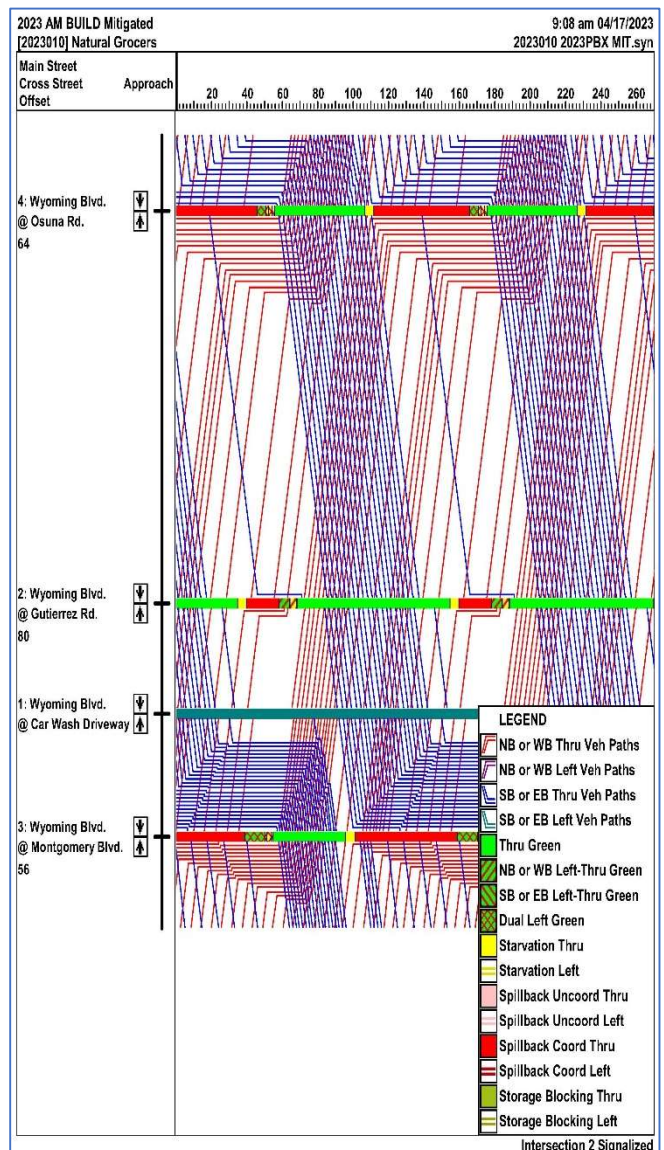 2023 AM BUILD Mitigated 9:08 am 04/17/2023
[2023010] Natural Grocers 2023010 2023PBX MIT.syn
Main Street
Cross Street Approach
Offset
20 40 60 80 100 120 140 160 180 200 220 240 260
4: Wyoming Blvd.
@ Osuna Rd.
64
2: Wyoming Blvd.
@ Gutierrez Rd.
80
1: Wyoming Blvd.
@ Car Wash Driveway
3: Wyoming Blvd.
@ Montgomery Blvd.
56
LEGEND
NB or WB Thru Veh Paths
NB or WB Left Veh Paths
SB or EB Thru Veh Paths
SB or EB Left Veh Paths
Thru Green
NB or WB Left-Thru Green
SB or EB Left-Thru Green
Dual Left Green
Starvation Thru
Starvation Left
Spillback Uncoord Thru
Spillback Uncoord Left
Spillback Coord Thru
Spillback Coord Left
Storage Blocking Thru
Storage Blocking Left
Intersection 2 Signalized